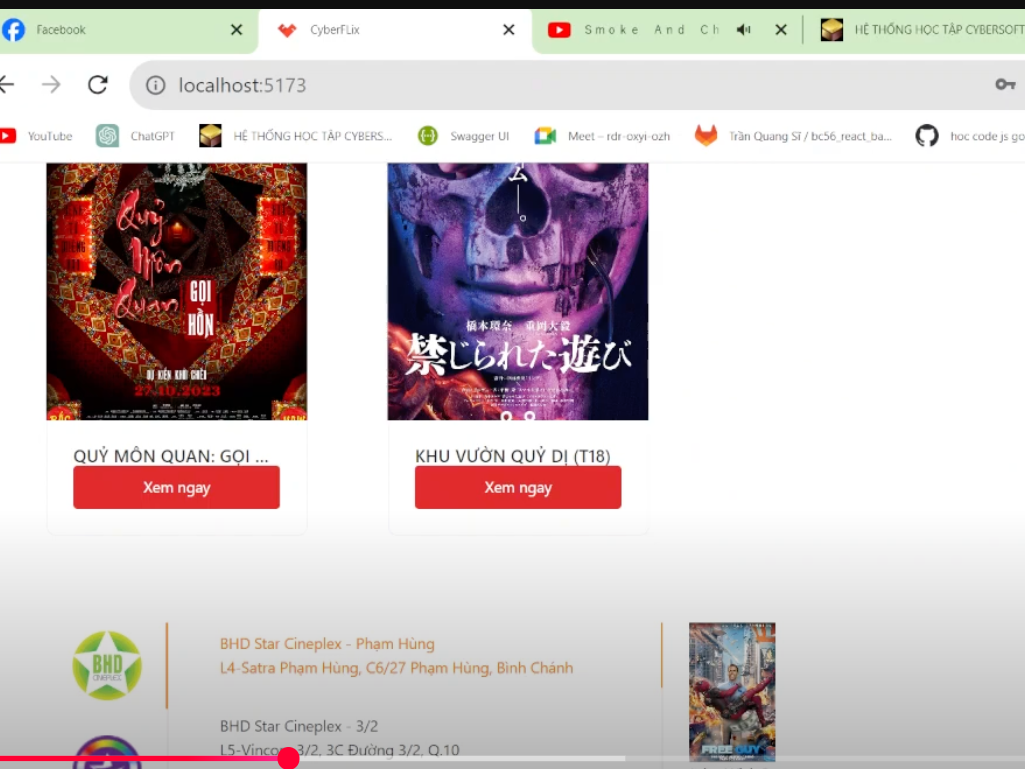 Facebook
CyberFLix
Smoke And Ch
HỆ THỐNG HỌC TẬP CYBERSOFT
localhost:5173
YouTube
ChatGPT
HỆ THỐNG HỌC TẬP CYBERS...
Swagger UI
Meet – rdr-oxyi-ozh
Trần Quang Sĩ / bc56_react_ba...
hoc code js go
Quỷ
Môn
Quan
GỌI
HỒN
DỰ KIẾN KHỞI CHIẾU
27.10.2023
ム。
橋本環奈 重岡大毅
禁じられた遊び
QUỶ MÔN QUAN: GỌI ...
Xem ngay
KHU VƯỜN QUỶ DỊ (T18)
Xem ngay
BHD
CINEPLEX
BHD Star Cineplex - Phạm Hùng
L4-Satra Phạm Hùng, C6/27 Phạm Hùng, Bình Chánh
BHD Star Cineplex - 3/2
L5-Vincom 3/2, 3C Đường 3/2, Q.10
FREE GUY